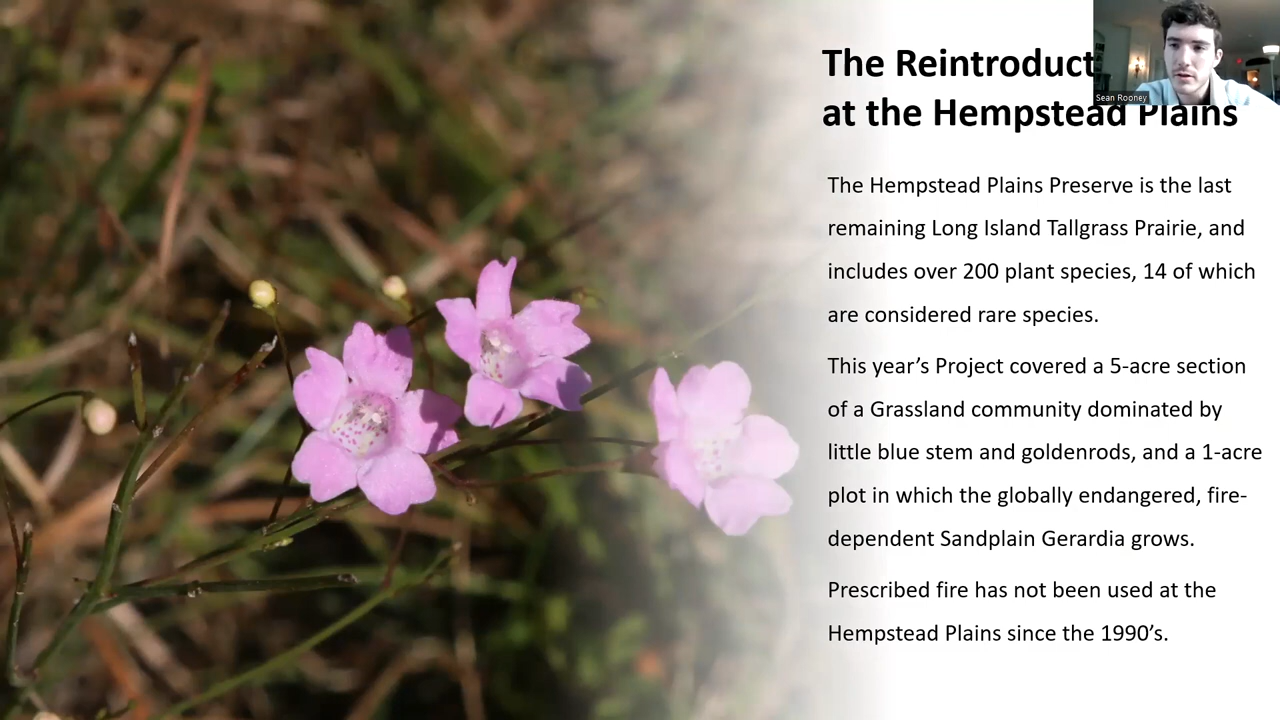 The Reintroduct
at the Hempstead Plains
Sean Rooney
The Hempstead Plains Preserve is the last
remaining Long Island Tallgrass Prairie, and
includes over 200 plant species, 14 of which
are considered rare species.
This year’s Project covered a 5-acre section
of a Grassland community dominated by
little blue stem and goldenrods, and a 1-acre
plot in which the globally endangered, fire-
dependent Sandplain Gerardia grows.
Prescribed fire has not been used at the
Hempstead Plains since the 1990’s.